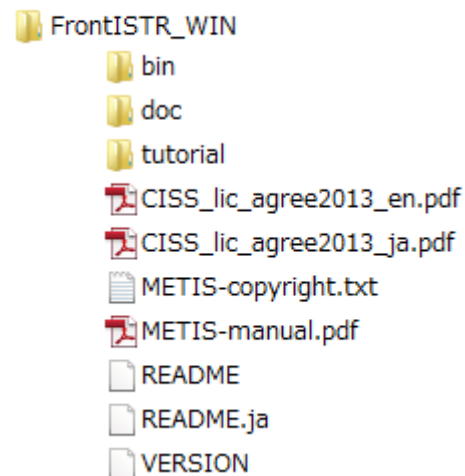 FrontISTR_WIN
bin
doc
tutorial
CISS_lic_agree2013_en.pdf
CISS_lic_agree2013_ja.pdf
METIS-copyright.txt
METIS-manual.pdf
README
README.ja
VERSION